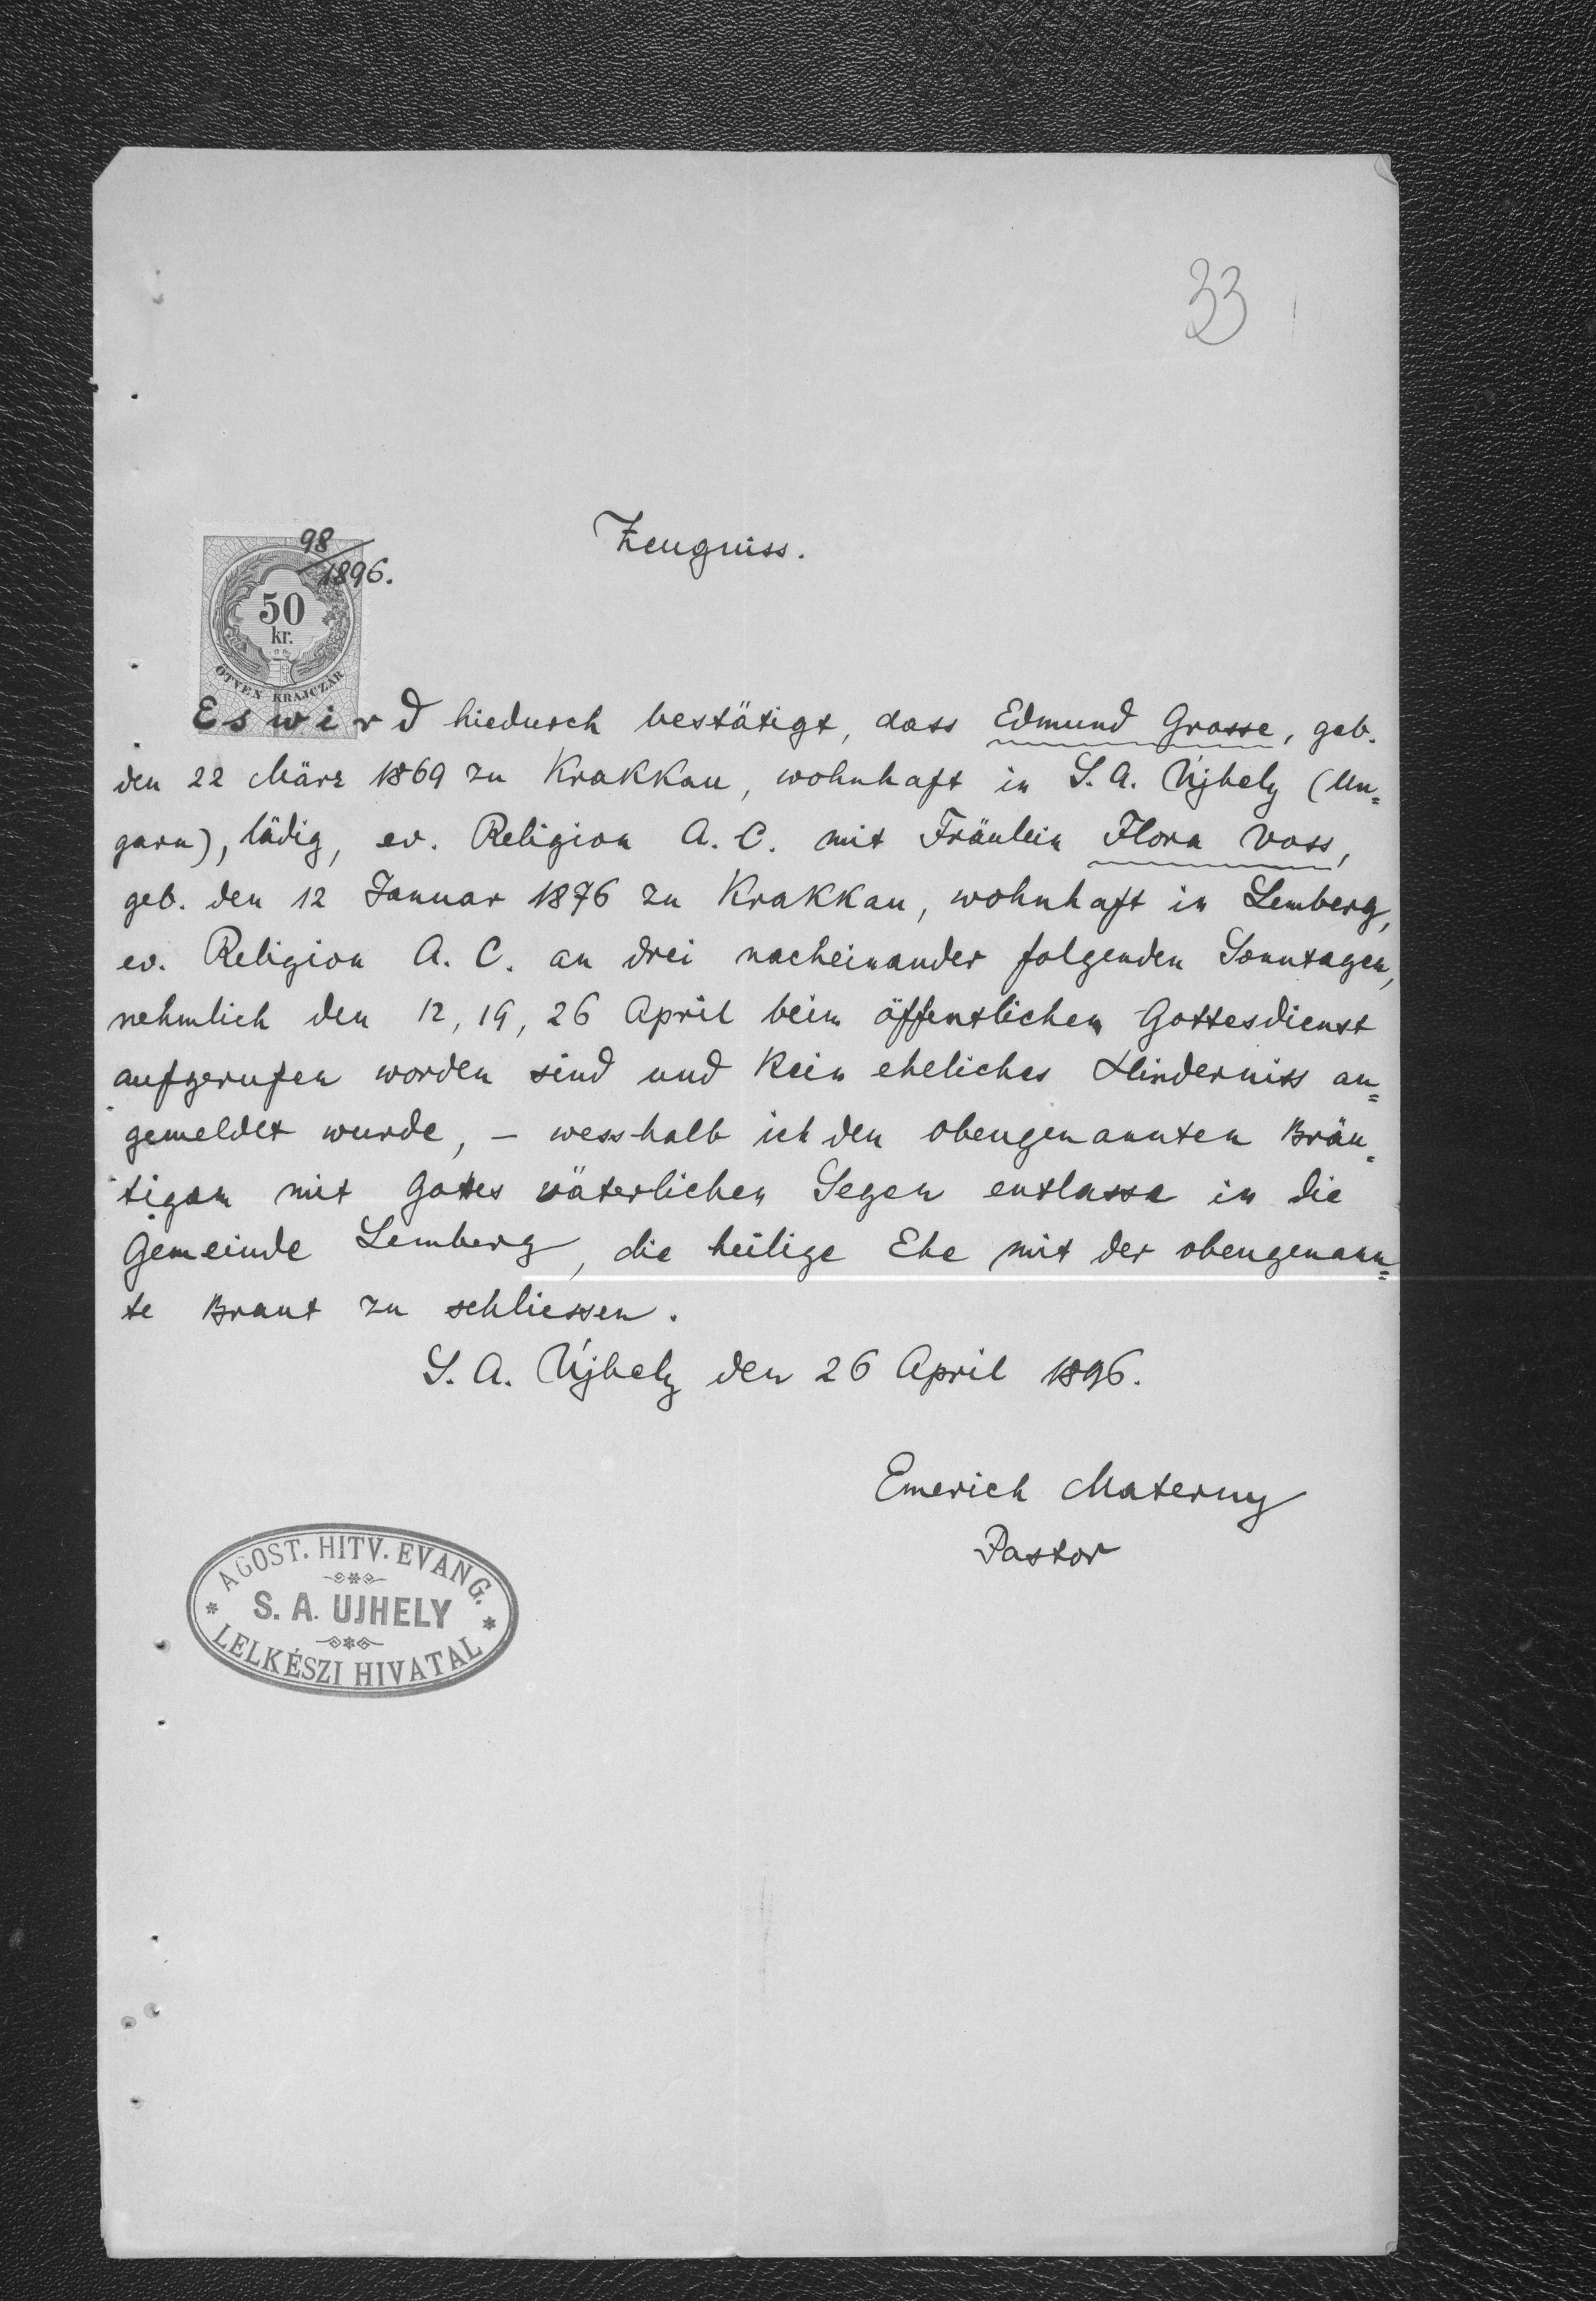 33
98/1896.
Zeugniss.
50
kr.
ÖTVEN KRAJCZÁR
Es wird hiedurch bestätigt, dass Edmund Grosse, geb.
den 22 März 1869 zu Krakkau, wohnhaft in S. A. Újhely (Un=
garn), lädig, ev. Religion A. C. mit Fräulein Flora Voss,
geb. den 12 Januar 1876 zu Krakkau, wohnhaft in Lemberg,
ev. Religion A. C. an drei nacheinander folgenden Sonntagen,
nehmlich den 12, 19, 26 April beim öffentlichen Gottesdienst
aufgerufen worden sind und kein eheliches Hinderniss an=
gemeldet wurde, – wesshalb ich den obengenannten Bräu=
tigam mit Gottes väterlichen Segen entlasse in die
Gemeinde Lemberg, die heilige Ehe mit der obengenann=
te Braut zu schliessen.
S. A. Újhely den 26 April 1896.
Emerich Materny
Pastor
AGOST. HITV. EVANG.
S. A. UJHELY
LELKÉSZI HIVATAL